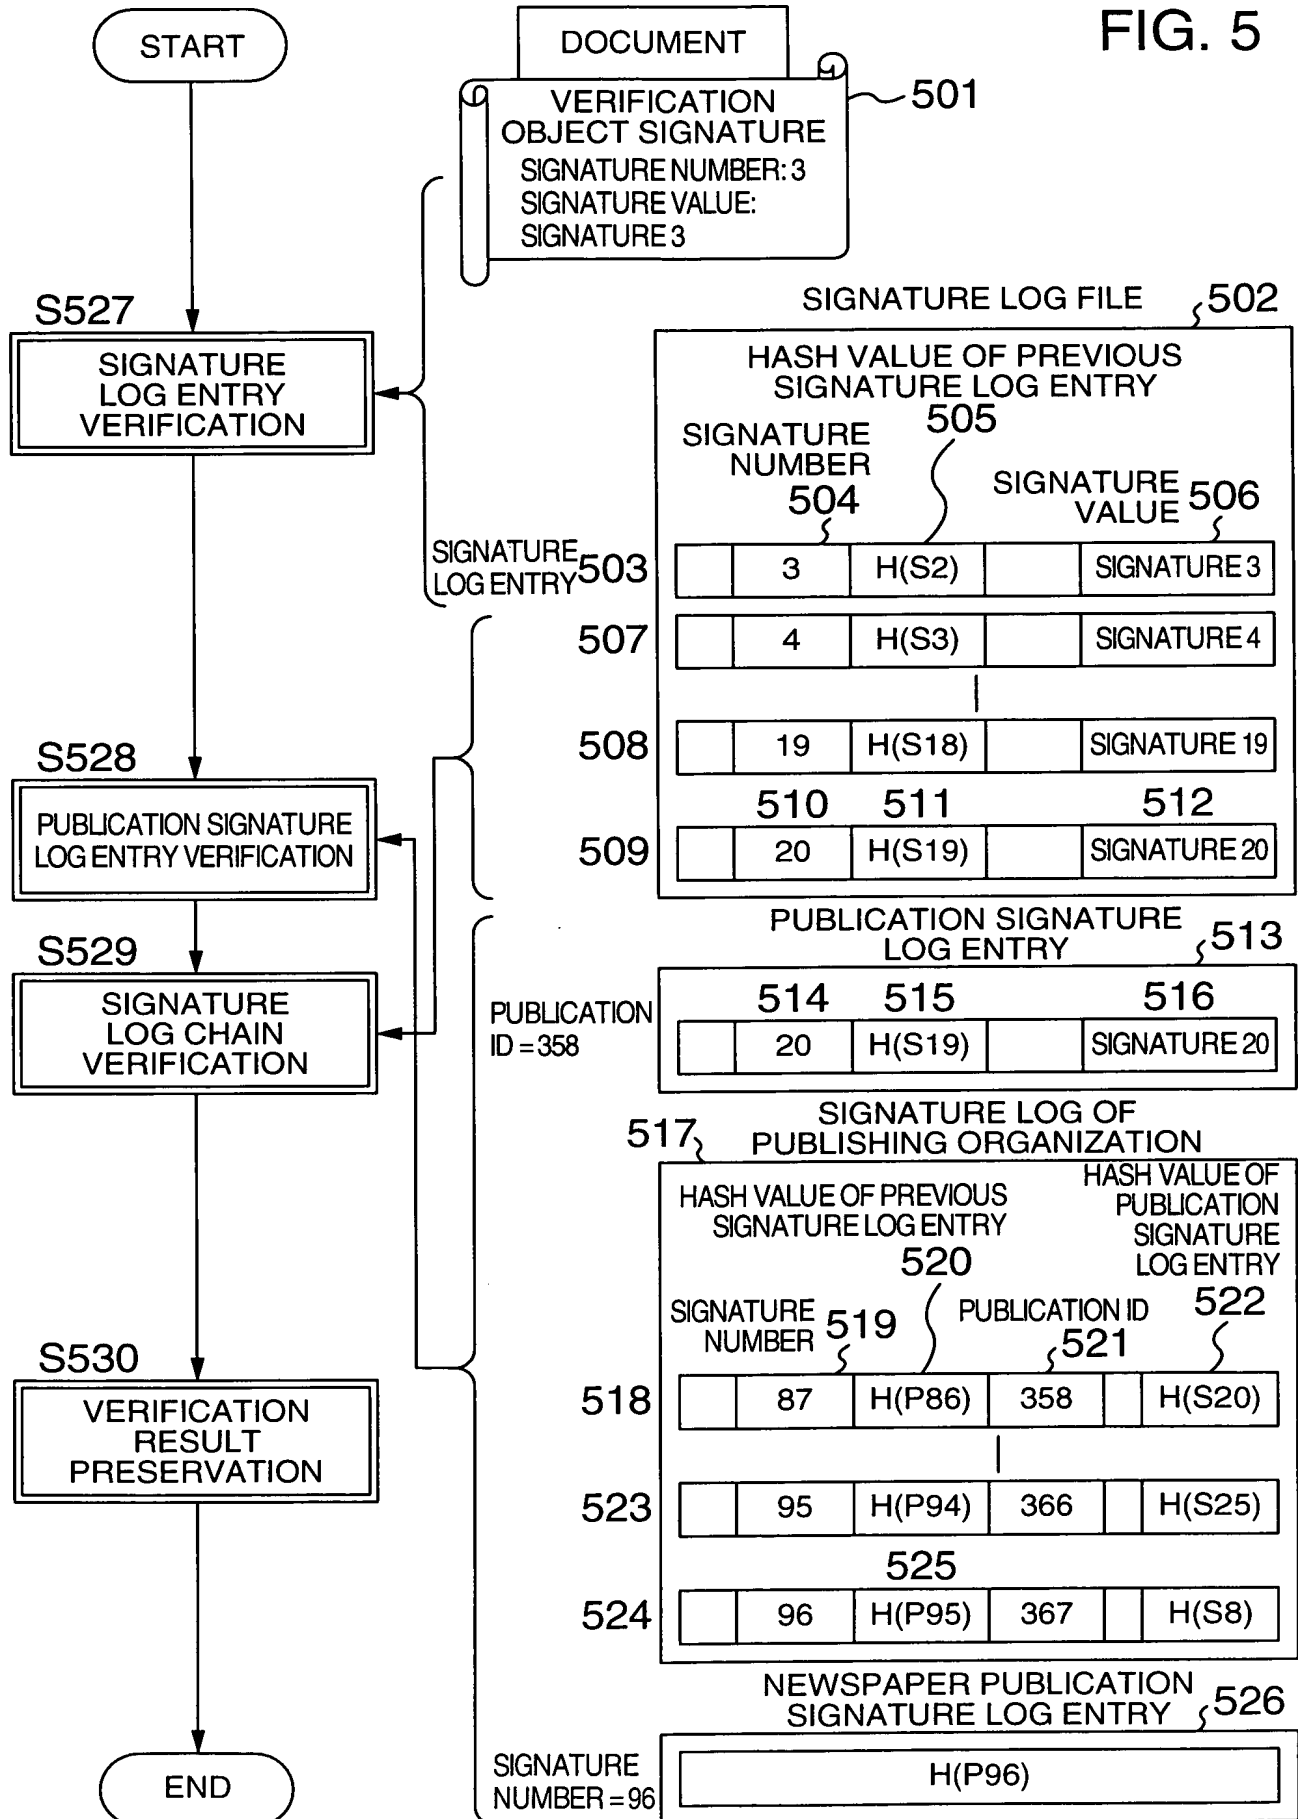 FIG. 5
START
DOCUMENT
VERIFICATION
OBJECT SIGNATURE
SIGNATURE NUMBER: 3
SIGNATURE VALUE:
SIGNATURE 3
501
S527
SIGNATURE
LOG ENTRY
VERIFICATION
SIGNATURE LOG FILE
502
HASH VALUE OF PREVIOUS
SIGNATURE LOG ENTRY
505
SIGNATURE
NUMBER
504
SIGNATURE
VALUE
506
SIGNATURE
LOG ENTRY
503
3 H(S2) SIGNATURE 3
507
4 H(S3) SIGNATURE 4
508
19 H(S18) SIGNATURE 19
510 511 512
509
20 H(S19) SIGNATURE 20
S528
PUBLICATION SIGNATURE
LOG ENTRY VERIFICATION
S529
SIGNATURE
LOG CHAIN
VERIFICATION
PUBLICATION SIGNATURE
LOG ENTRY
513
PUBLICATION
ID = 358
514 515 516
20 H(S19) SIGNATURE 20
SIGNATURE LOG OF
PUBLISHING ORGANIZATION
517
HASH VALUE OF PREVIOUS
SIGNATURE LOG ENTRY
520
HASH VALUE OF
PUBLICATION
SIGNATURE
LOG ENTRY
522
SIGNATURE
NUMBER
519
PUBLICATION ID
521
518
87 H(P86) 358 H(S20)
523
95 H(P94) 366 H(S25)
525
524
96 H(P95) 367 H(S8)
S530
VERIFICATION
RESULT
PRESERVATION
NEWSPAPER PUBLICATION
SIGNATURE LOG ENTRY
526
SIGNATURE
NUMBER = 96
H(P96)
END